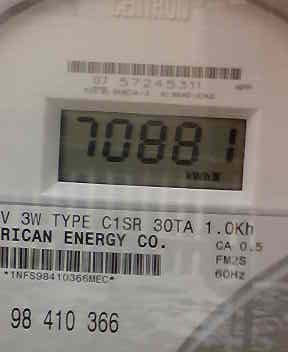 CENTRON
07 57245311
70881
kWh
V 3W TYPE C1SR 30TA 1.0Kh
RICAN ENERGY CO.
CA 0.5
FM2S
*1NFS98410366MEC*
60Hz
98 410 366